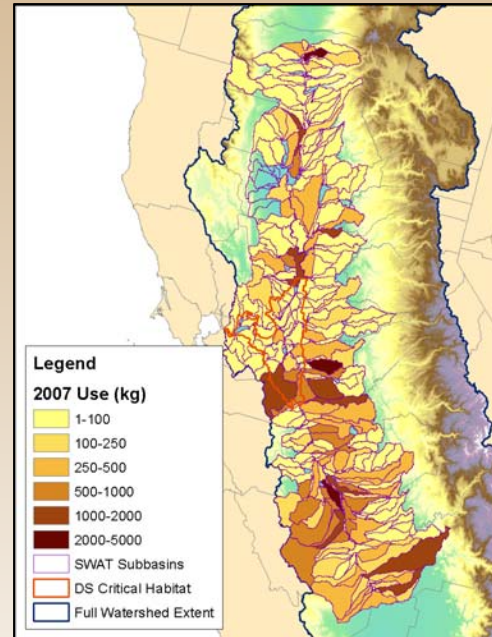 Legend
2007 Use (kg)
1-100
100-250
250-500
500-1000
1000-2000
2000-5000
SWAT Subbasins
DS Critical Habitat
Full Watershed Extent